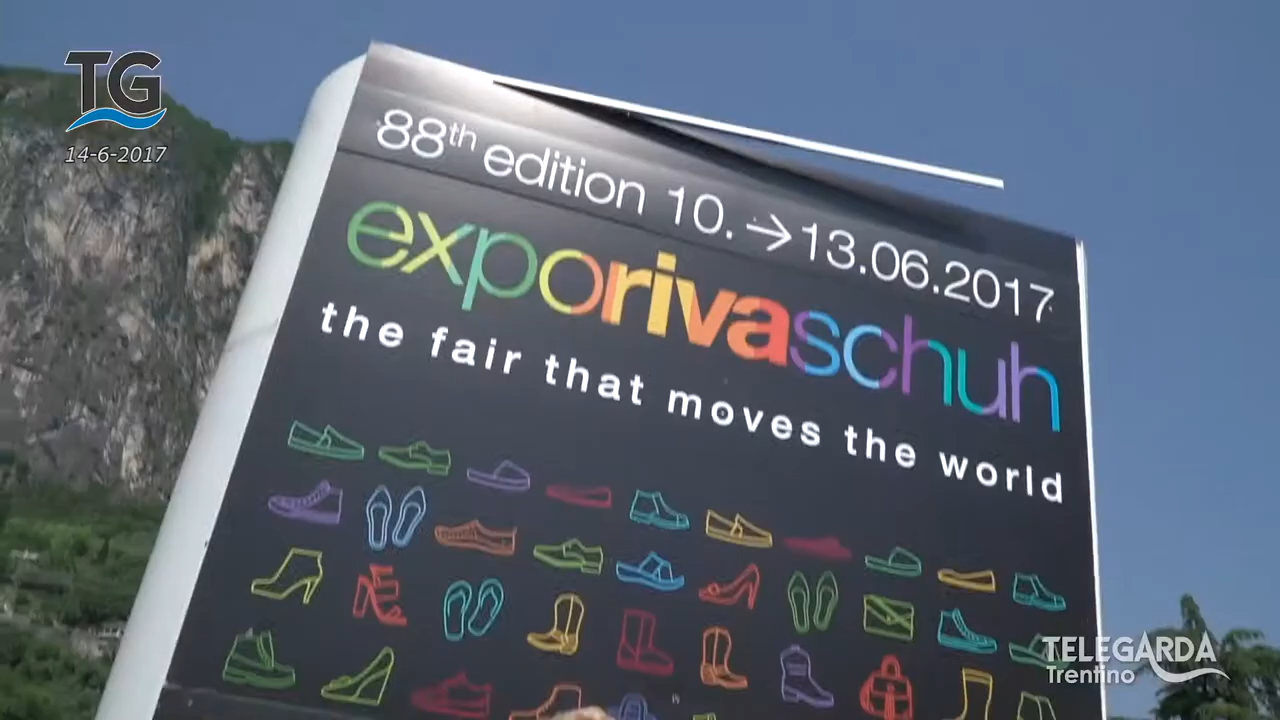 TG
14-6-2017
88th edition 10.→13.06.2017
exporivaschuh
the fair that moves the world
TELEGARDA
Trentino